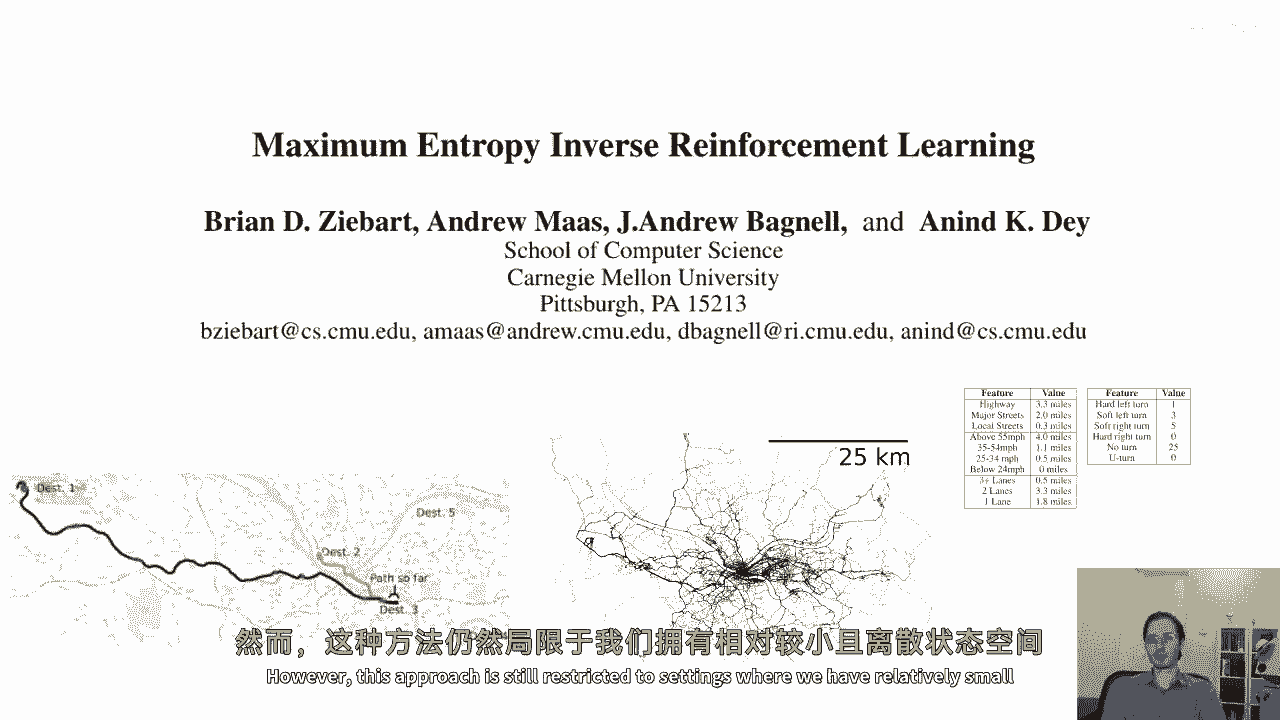 Maximum Entropy Inverse Reinforcement Learning
Brian D. Ziebart, Andrew Maas, J.Andrew Bagnell, and Anind K. Dey
School of Computer Science
Carnegie Mellon University
Pittsburgh, PA 15213
bziebart@cs.cmu.edu, amaas@andrew.cmu.edu, dbagnell@ri.cmu.edu, anind@cs.cmu.edu
Feature Value
Highway 3.3 miles
Major Streets 2.0 miles
Local Streets 0.3 miles
Above 55mph 4.0 miles
35-54mph 1.1 miles
25-34 mph 0.5 miles
Below 24mph 0 miles
3+ Lanes 0.5 miles
2 Lanes 3.3 miles
1 Lane 1.8 miles
Feature Value
Hard left turn 1
Soft left turn 3
Soft right turn 5
Hard right turn 0
No turn 25
U-turn 0
25 km
Dest. 1
Dest. 5
Dest. 2
Path so far
Dest. 3
然而，这种方法仍然局限于我们拥有相对较小且离散状态空间
However, this approach is still restricted to settings where we have relatively small